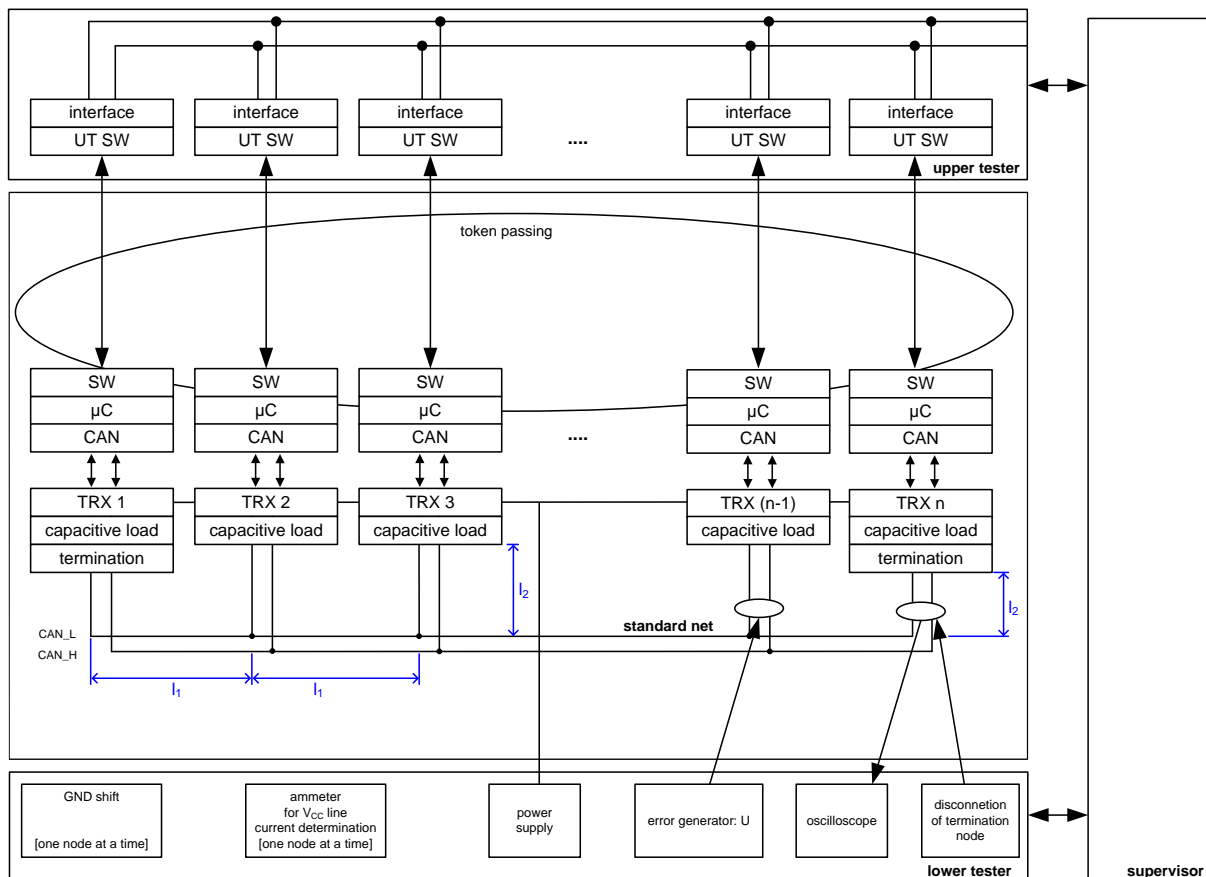 interface
UT SW
interface
UT SW
interface
UT SW
....
interface
UT SW
interface
UT SW
upper tester
token passing
SW
µC
CAN
SW
µC
CAN
SW
µC
CAN
....
SW
µC
CAN
SW
µC
CAN
TRX 1
capacitive load
termination
TRX 2
capacitive load
TRX 3
capacitive load
TRX (n-1)
capacitive load
TRX n
capacitive load
termination
l2
l2
CAN_L
standard net
CAN_H
l1
l1
GND shift
[one node at a time]
ammeter
for VCC line
current determination
[one node at a time]
power
supply
error generator: U
oscilloscope
disconnetion
of termination
node
lower tester
supervisor